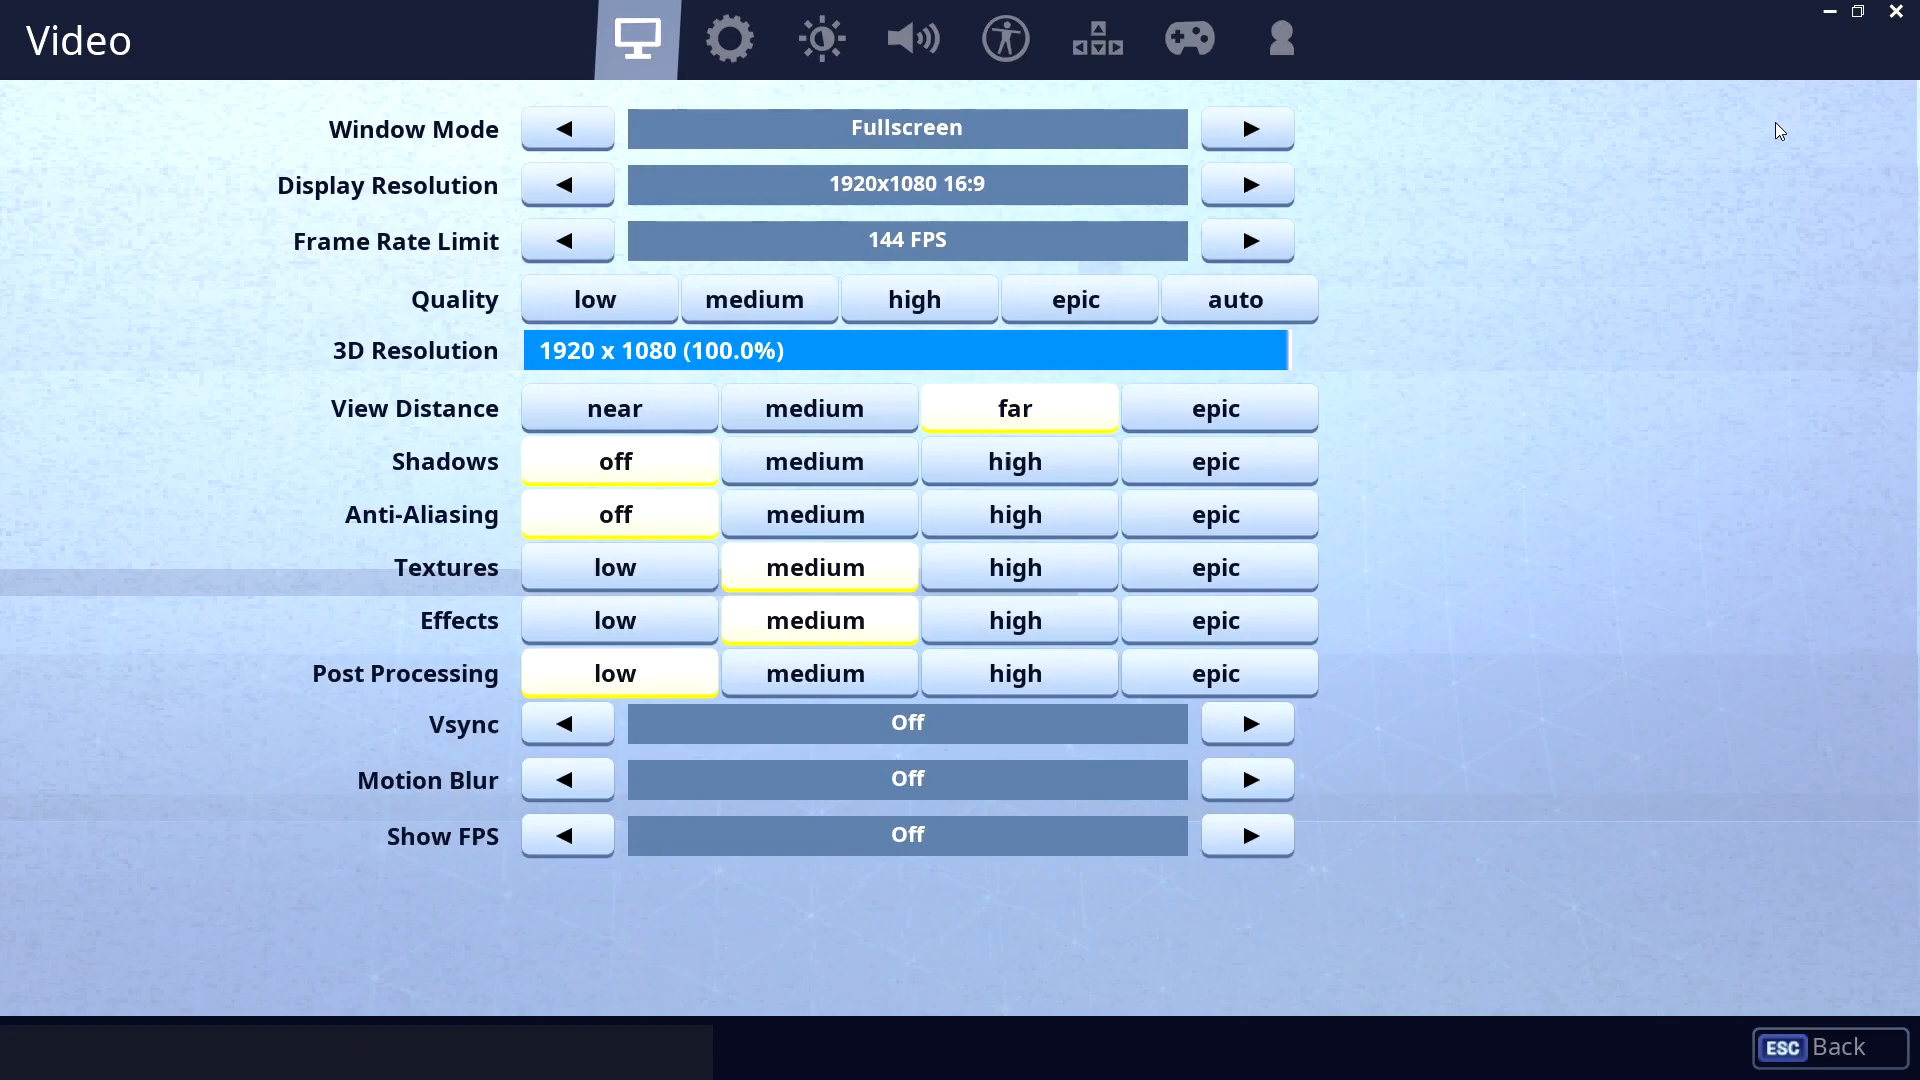 Video
Window Mode ◀ Fullscreen ▶
Display Resolution ◀ 1920x1080 16:9 ▶
Frame Rate Limit ◀ 144 FPS ▶
Quality low medium high epic auto
3D Resolution 1920 x 1080 (100.0%)
View Distance near medium far epic
Shadows off medium high epic
Anti-Aliasing off medium high epic
Textures low medium high epic
Effects low medium high epic
Post Processing low medium high epic
Vsync ◀ Off ▶
Motion Blur ◀ Off ▶
Show FPS ◀ Off ▶
ESC Back